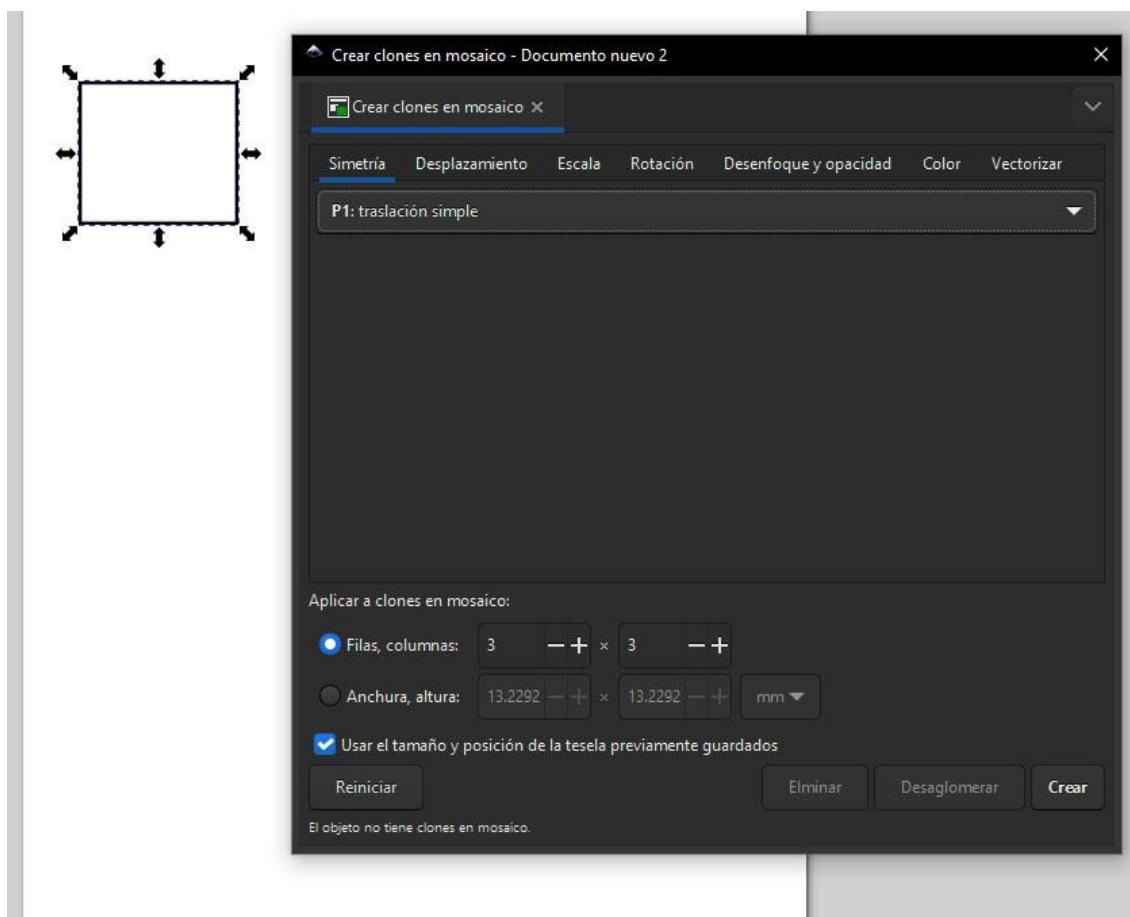 Crear clones en mosaico - Documento nuevo 2
Crear clones en mosaico
Simetría Desplazamiento Escala Rotación Desenfoque y opacidad Color Vectorizar
P1: traslación simple
Aplicar a clones en mosaico:
Filas, columnas: 3 × 3
Anchura, altura: 13.2292 × 13.2292 mm
Usar el tamaño y posición de la tesela previamente guardados
Reiniciar Elminar Desaglomerar Crear
El objeto no tiene clones en mosaico.